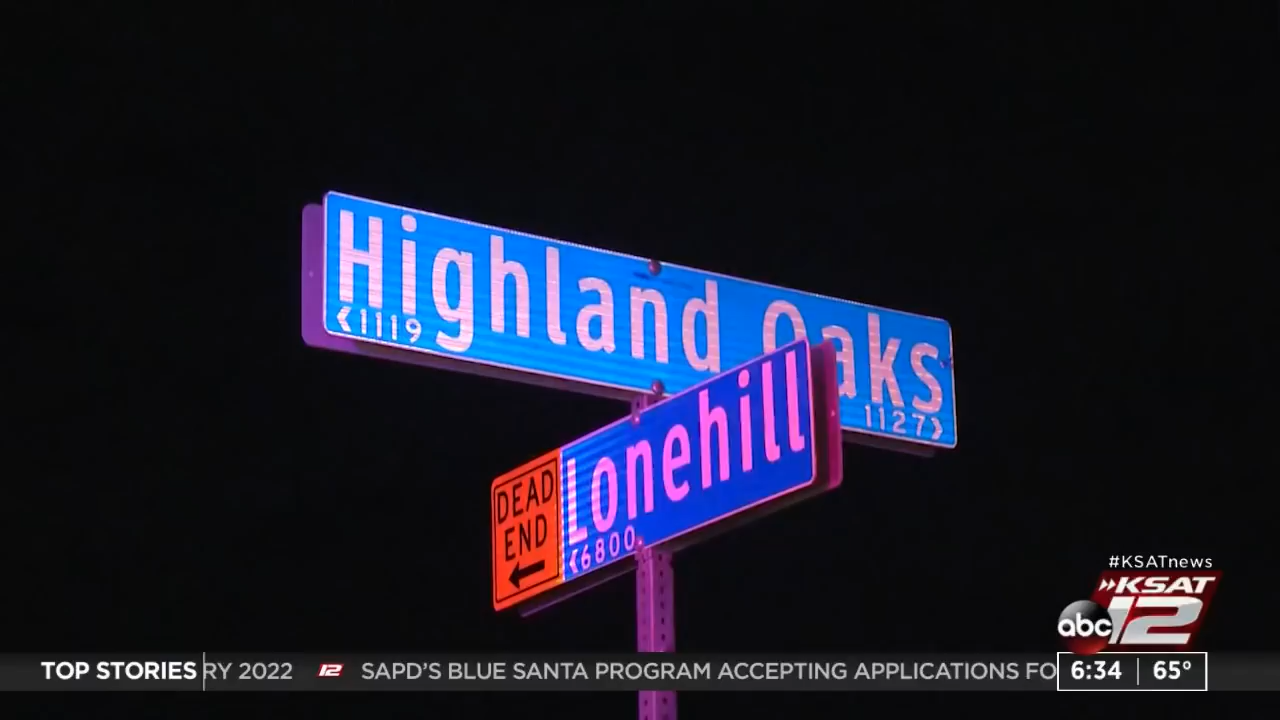 Highland Oaks
<1119
1127>
Lonehill
DEAD
END
<6800
#KSATnews
KSAT
abc 12
TOP STORIES RY 2022 12 SAPD'S BLUE SANTA PROGRAM ACCEPTING APPLICATIONS FO 6:34 65°